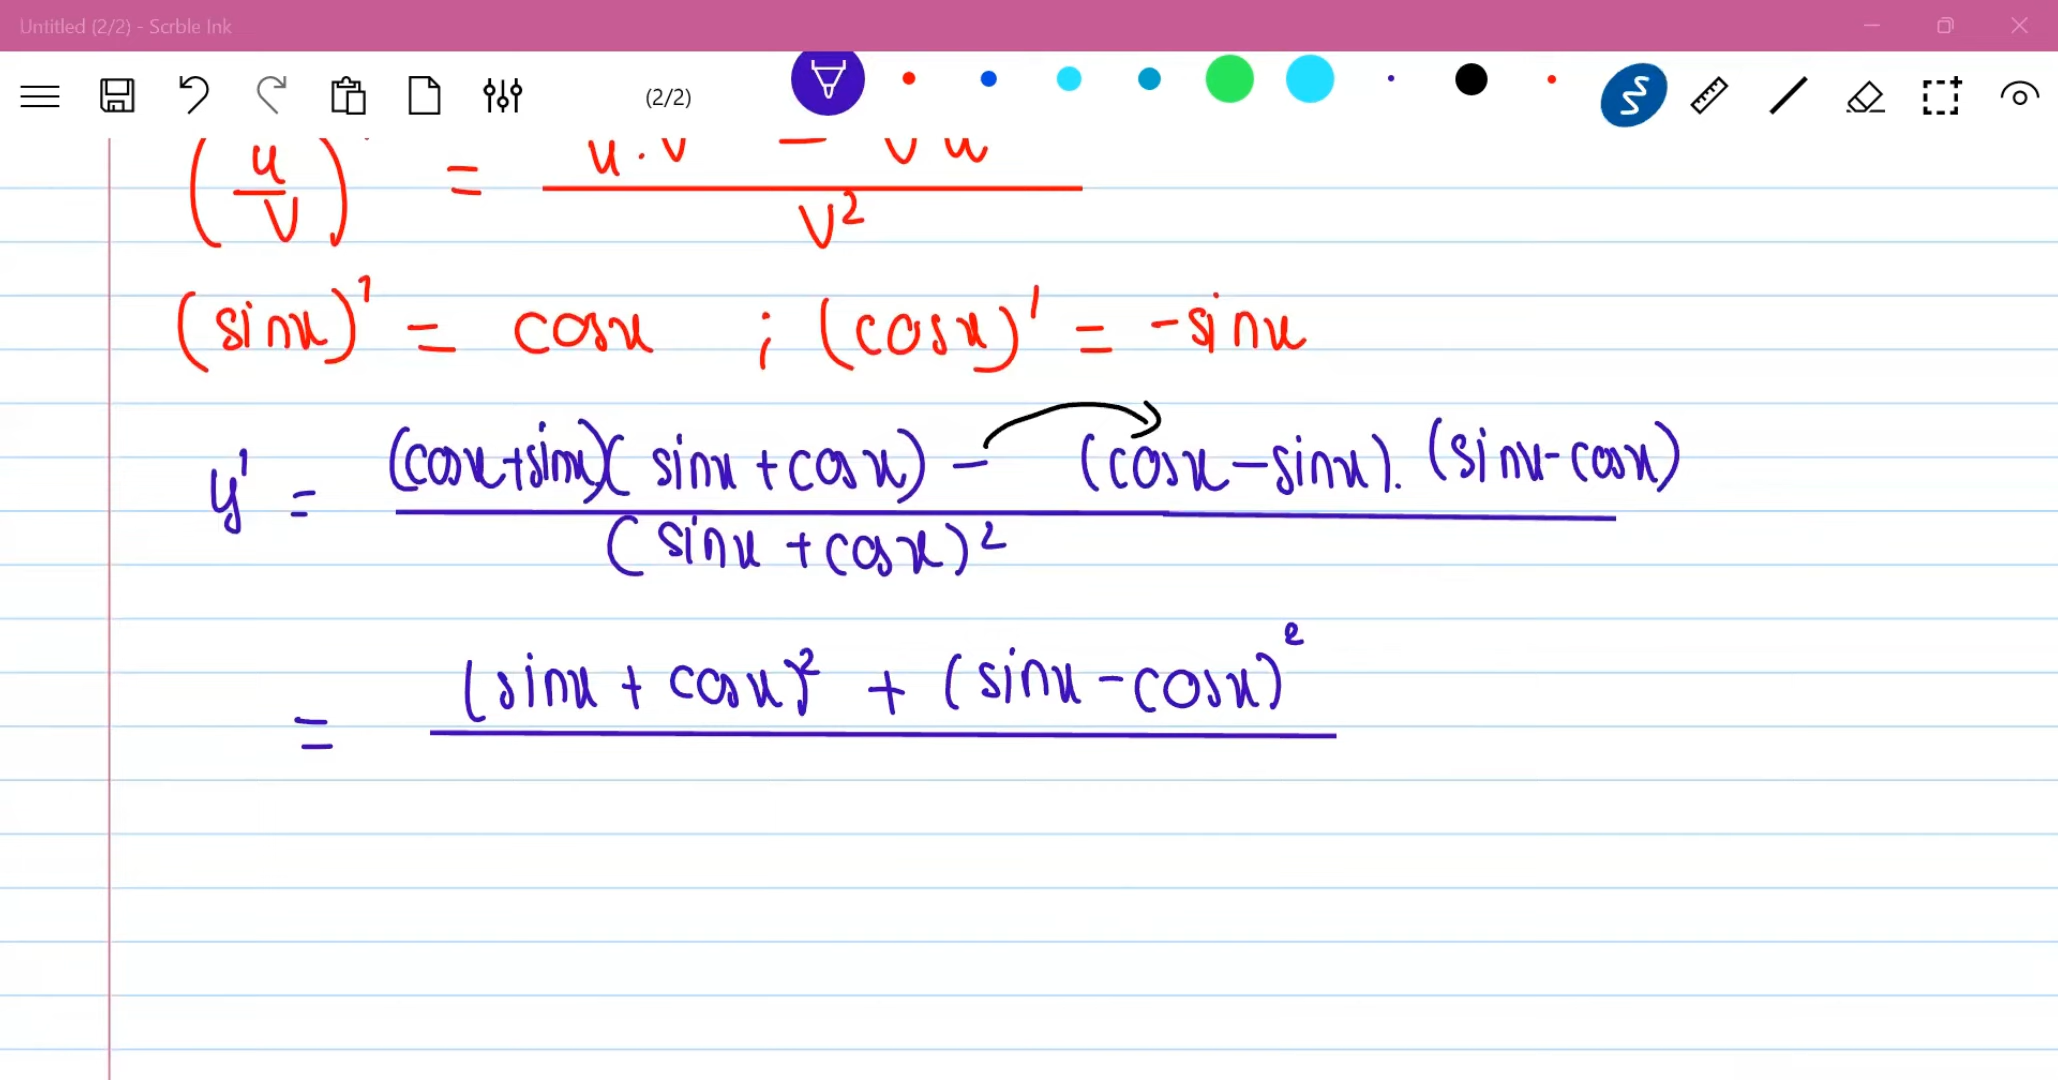 Untitled (2/2) - Scrble Ink
(2/2)
(u/v)' = (u.v - vu)/v²
(sinx)' = cosx ; (cosx)' = -sinx
y' = ((cosx+sinx)(sinx+cosx) - (cosx-sinx).(sinx-cosx))/(sinx+cosx)²
= (sinx+cosx)² + (sinx-cosx)²